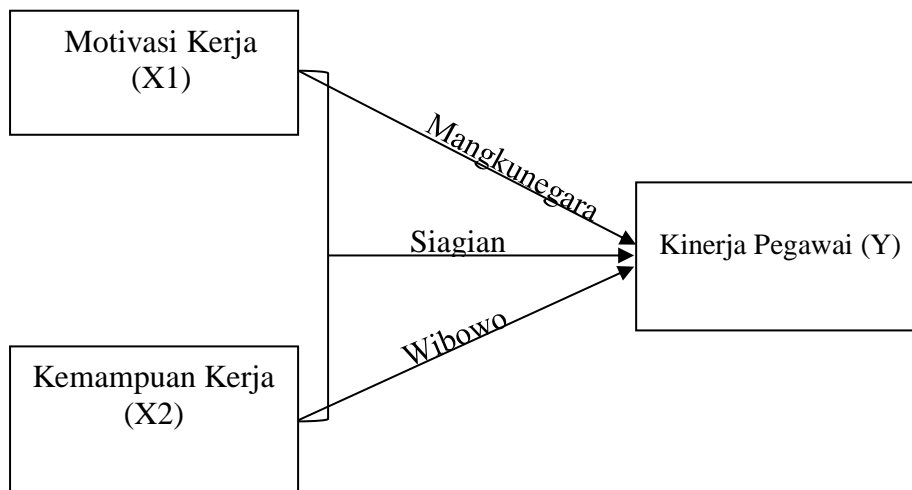 Motivasi Kerja
(X1)
Mangkunegara
Siagian
Kinerja Pegawai (Y)
Wibowo
Kemampuan Kerja
(X2)